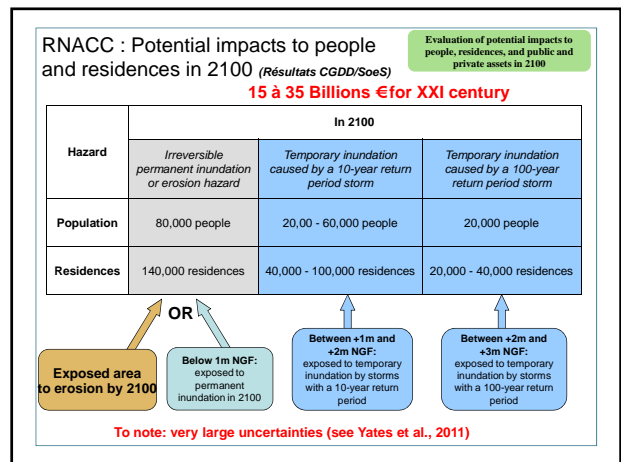 RNACC : Potential impacts to people
and residences in 2100 (Résultats CGDD/SoeS)
Evaluation of potential impacts to
people, residences, and public and
private assets in 2100
15 à 35 Billions €for XXI century
Hazard
In 2100
Irreversible
permanent inundation
or erosion hazard
Temporary inundation
caused by a 10-year return
period storm
Temporary inundation
caused by a 100-year
return period storm
Population
80,000 people
20,00 - 60,000 people
20,000 people
Residences
140,000 residences
40,000 - 100,000 residences
20,000 - 40,000 residences
OR
Exposed area
to erosion by 2100
Below 1m NGF:
exposed to
permanent
inundation in 2100
Between +1m and
+2m NGF:
exposed to temporary
inundation by storms
with a 10-year return
period
Between +2m and
+3m NGF:
exposed to temporary
inundation by storms
with a 100-year return
period
To note: very large uncertainties (see Yates et al., 2011)